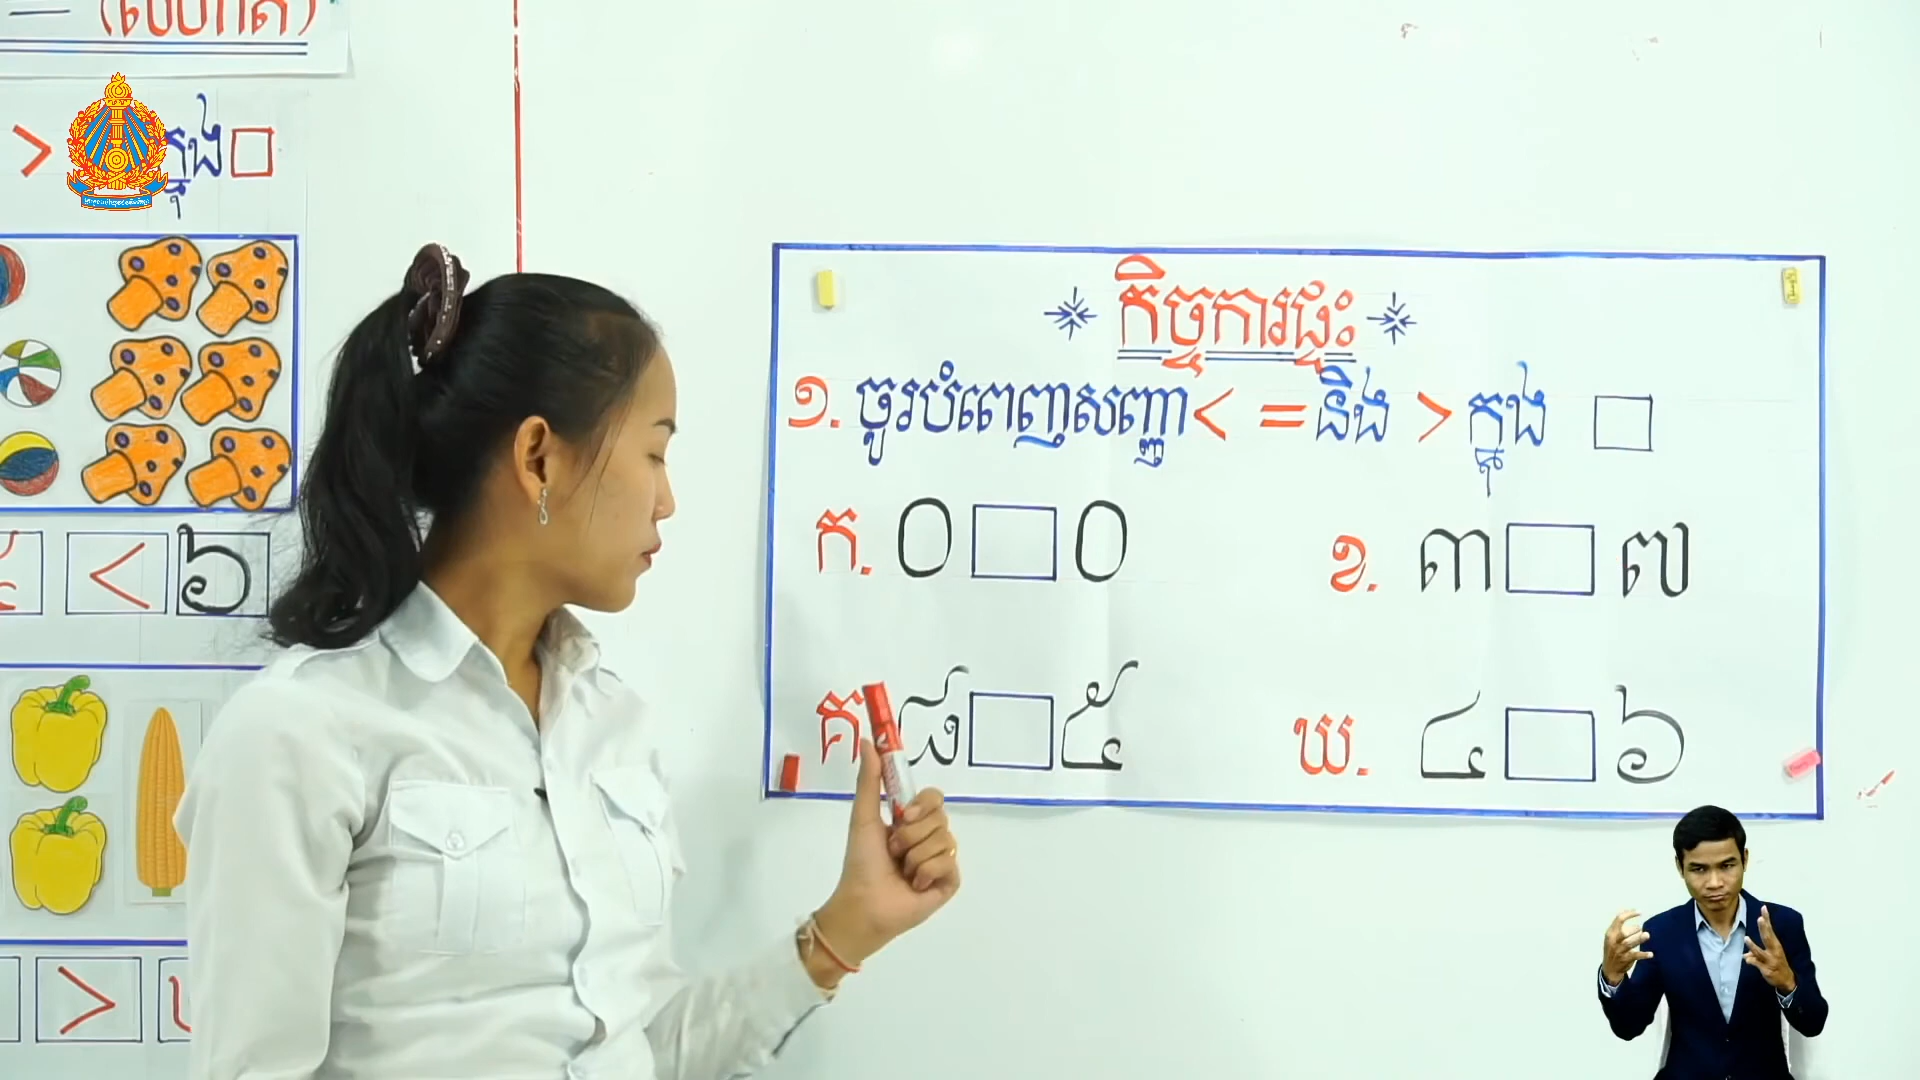 > ក្នុង □
៥ < ៦
>
* កិច្ចការផ្ទះ *
១. ចូរបំពេញសញ្ញា < = និង > ក្នុង □
ក. ០ □ ០
ខ. ៣ □ ៧
គ. ៨ □ ៥
ឃ. ៤ □ ៦